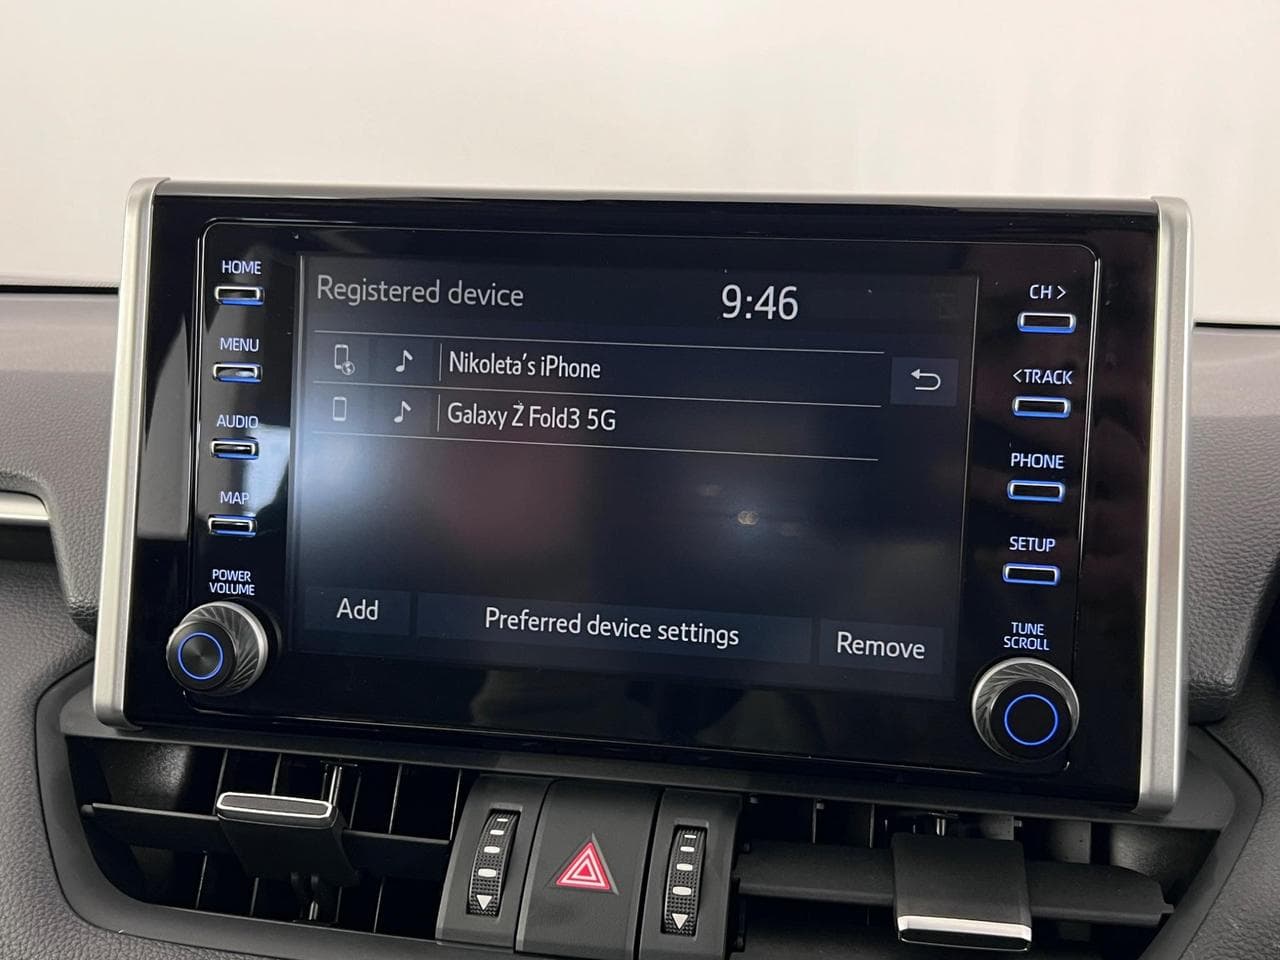 HOME
MENU
AUDIO
MAP
POWER
VOLUME
Registered device
9:46
Nikoleta's iPhone
Galaxy Z Fold3 5G
Add
Preferred device settings
Remove
CH >
<TRACK
PHONE
SETUP
TUNE
SCROLL